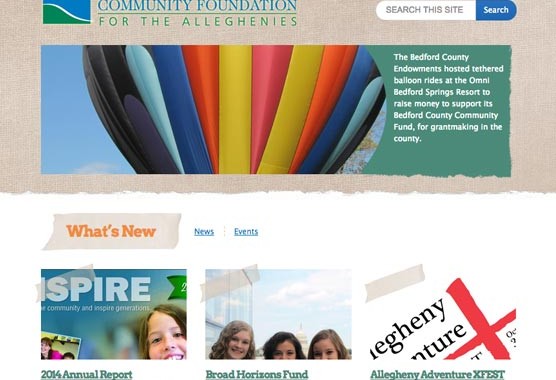 COMMUNITY FOUNDATION
FOR THE ALLEGHENIES
SEARCH THIS SITE
Search
The Bedford County
Endowments hosted tethered
balloon rides at the Omni
Bedford Springs Resort to
raise money to support its
Bedford County Community
Fund, for grantmaking in the
county.
What's New
News
Events
SPIRE
e community and inspire generations.
2
legheny
nture
XF
2014 Annual Report
Broad Horizons Fund
Allegheny Adventure XFEST